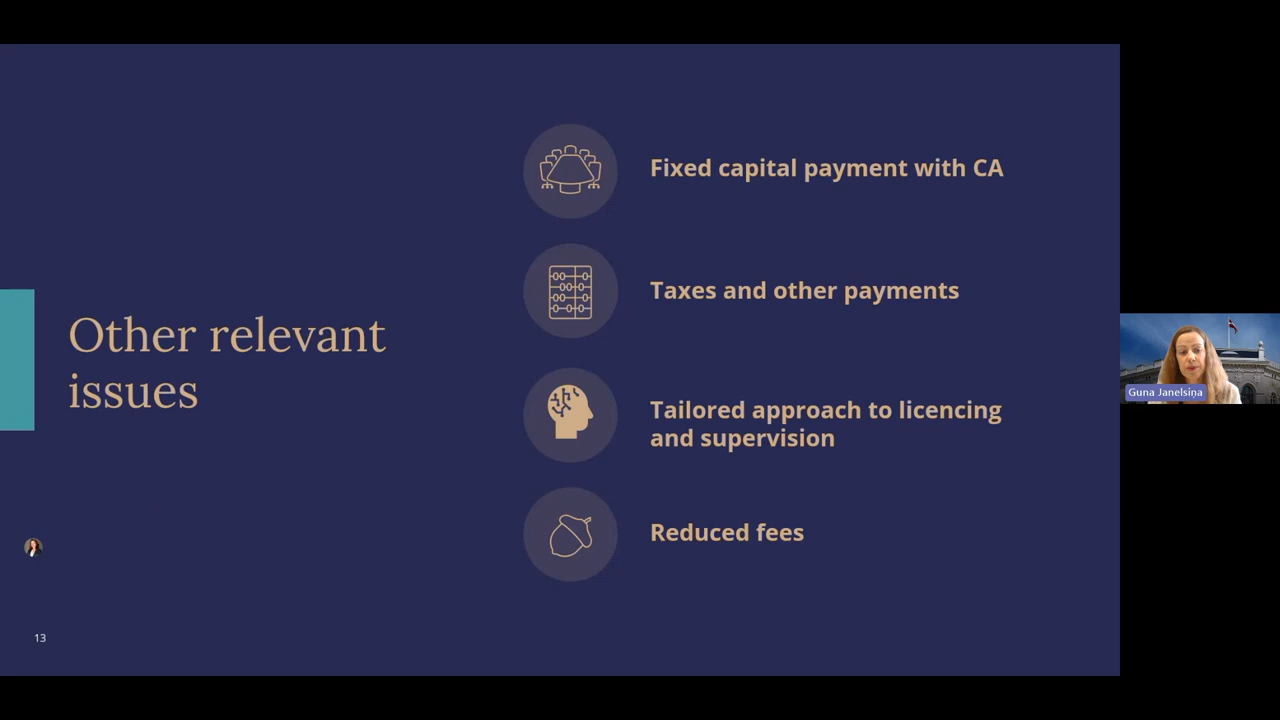 Other relevant
issues
Fixed capital payment with CA
Taxes and other payments
Tailored approach to licencing
and supervision
Reduced fees
13
Guna Janelsiņa